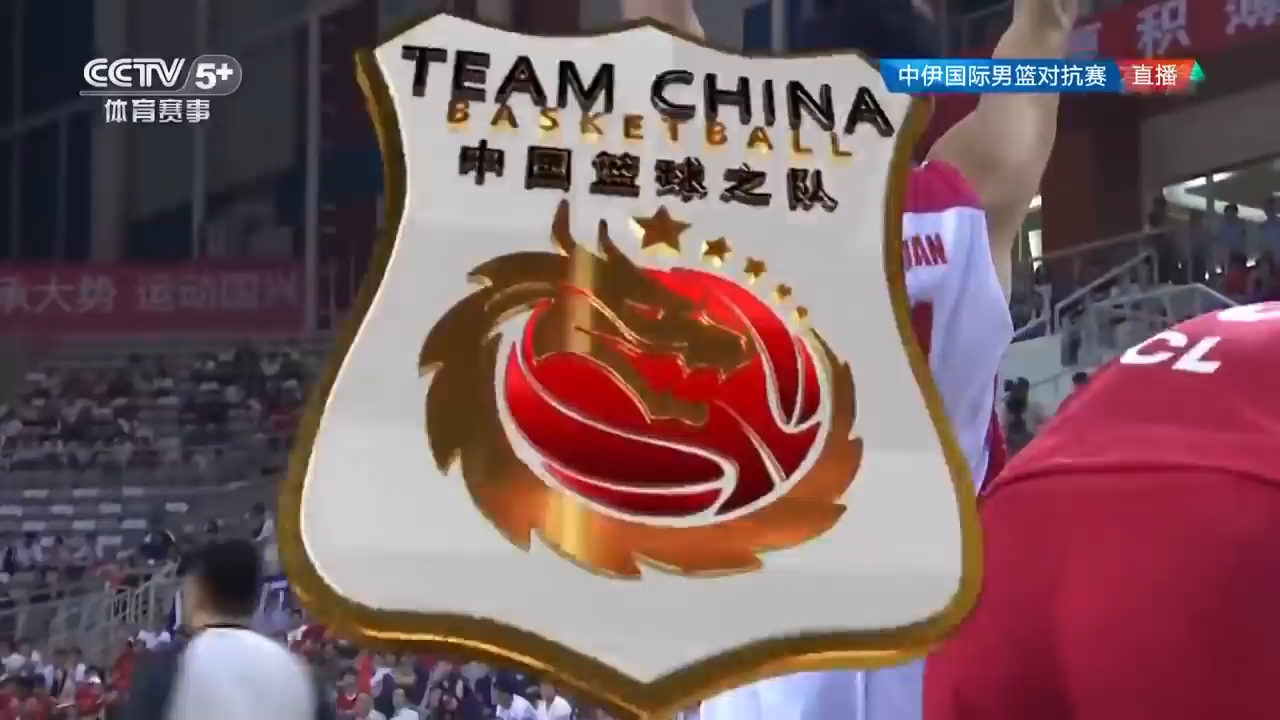 CCTV 5+
体育赛事
中伊国际男篮对抗赛 直播
TEAM CHINA
BASKETBALL
中国篮球之队
承大势 运动国兴
积
CL